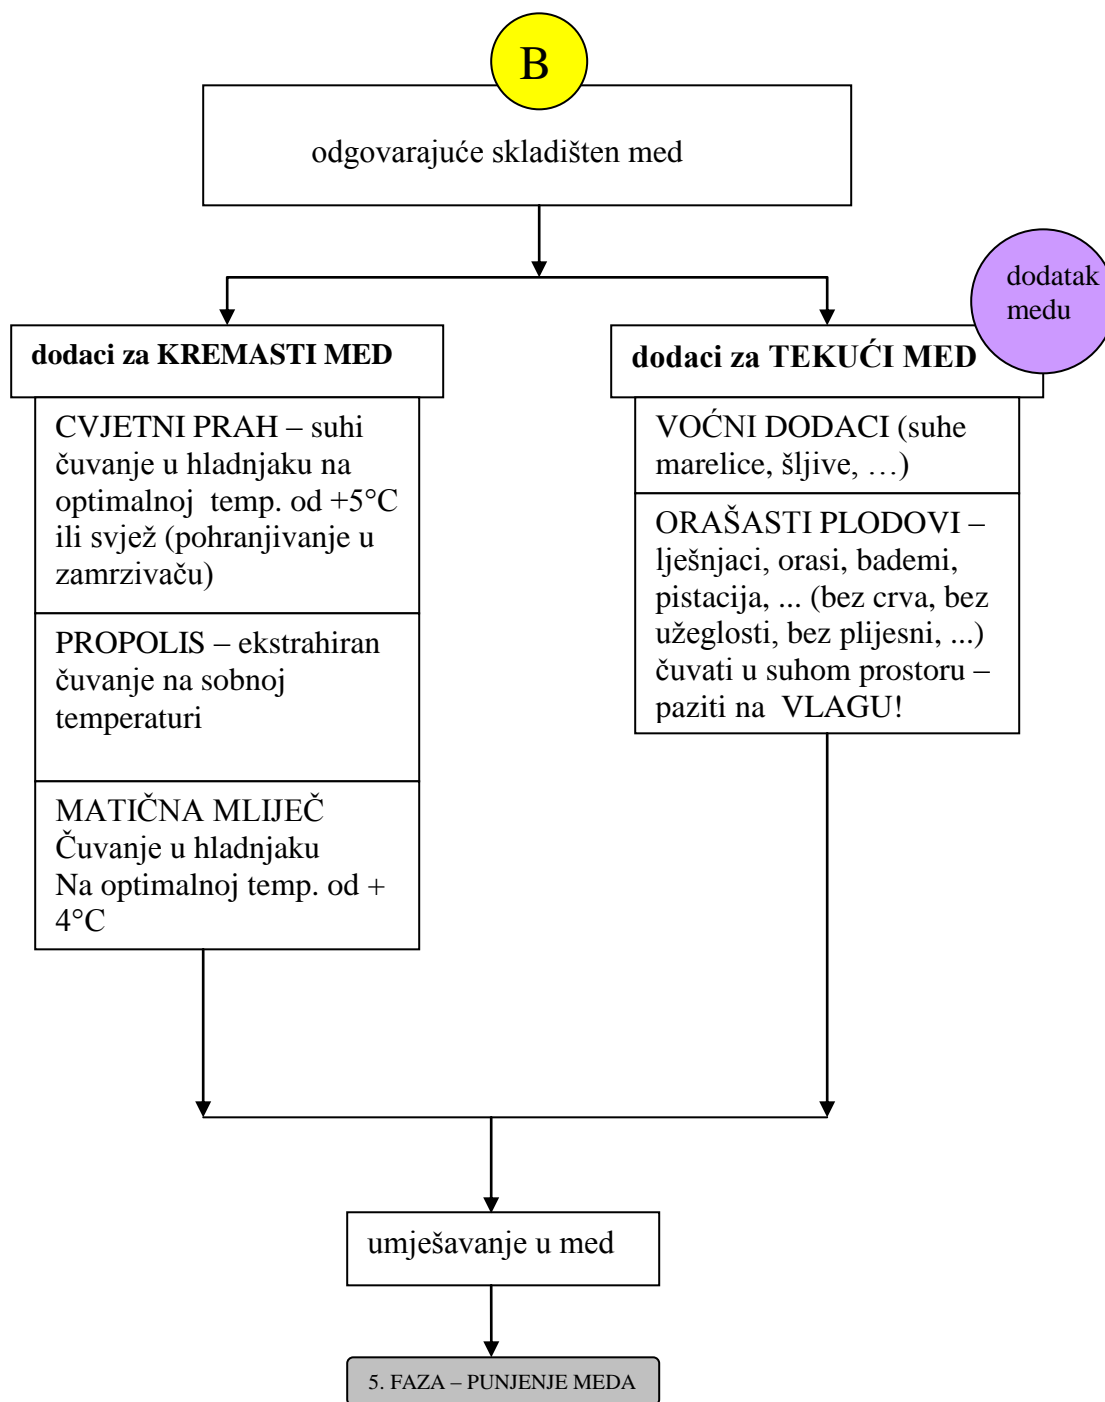 B
odgovarajuće skladišten med
dodatak
medu
dodaci za KREMASTI MED
CVJETNI PRAH – suhi
čuvanje u hladnjaku na
optimalnoj temp. od +5°C
ili svjež (pohranjivanje u
zamrzivaču)
PROPOLIS – ekstrahiran
čuvanje na sobnoj
temperaturi
MATIČNA MLIJEČ
Čuvanje u hladnjaku
Na optimalnoj temp. od +
4°C
dodaci za TEKUĆI MED
VOĆNI DODACI (suhe
marelice, šljive, …)
ORAŠASTI PLODOVI –
lješnjaci, orasi, bademi,
pistacija, ... (bez crva, bez
užeglosti, bez plijesni, ...)
čuvati u suhom prostoru –
paziti na VLAGU!
umješavanje u med
5. FAZA – PUNJENJE MEDA